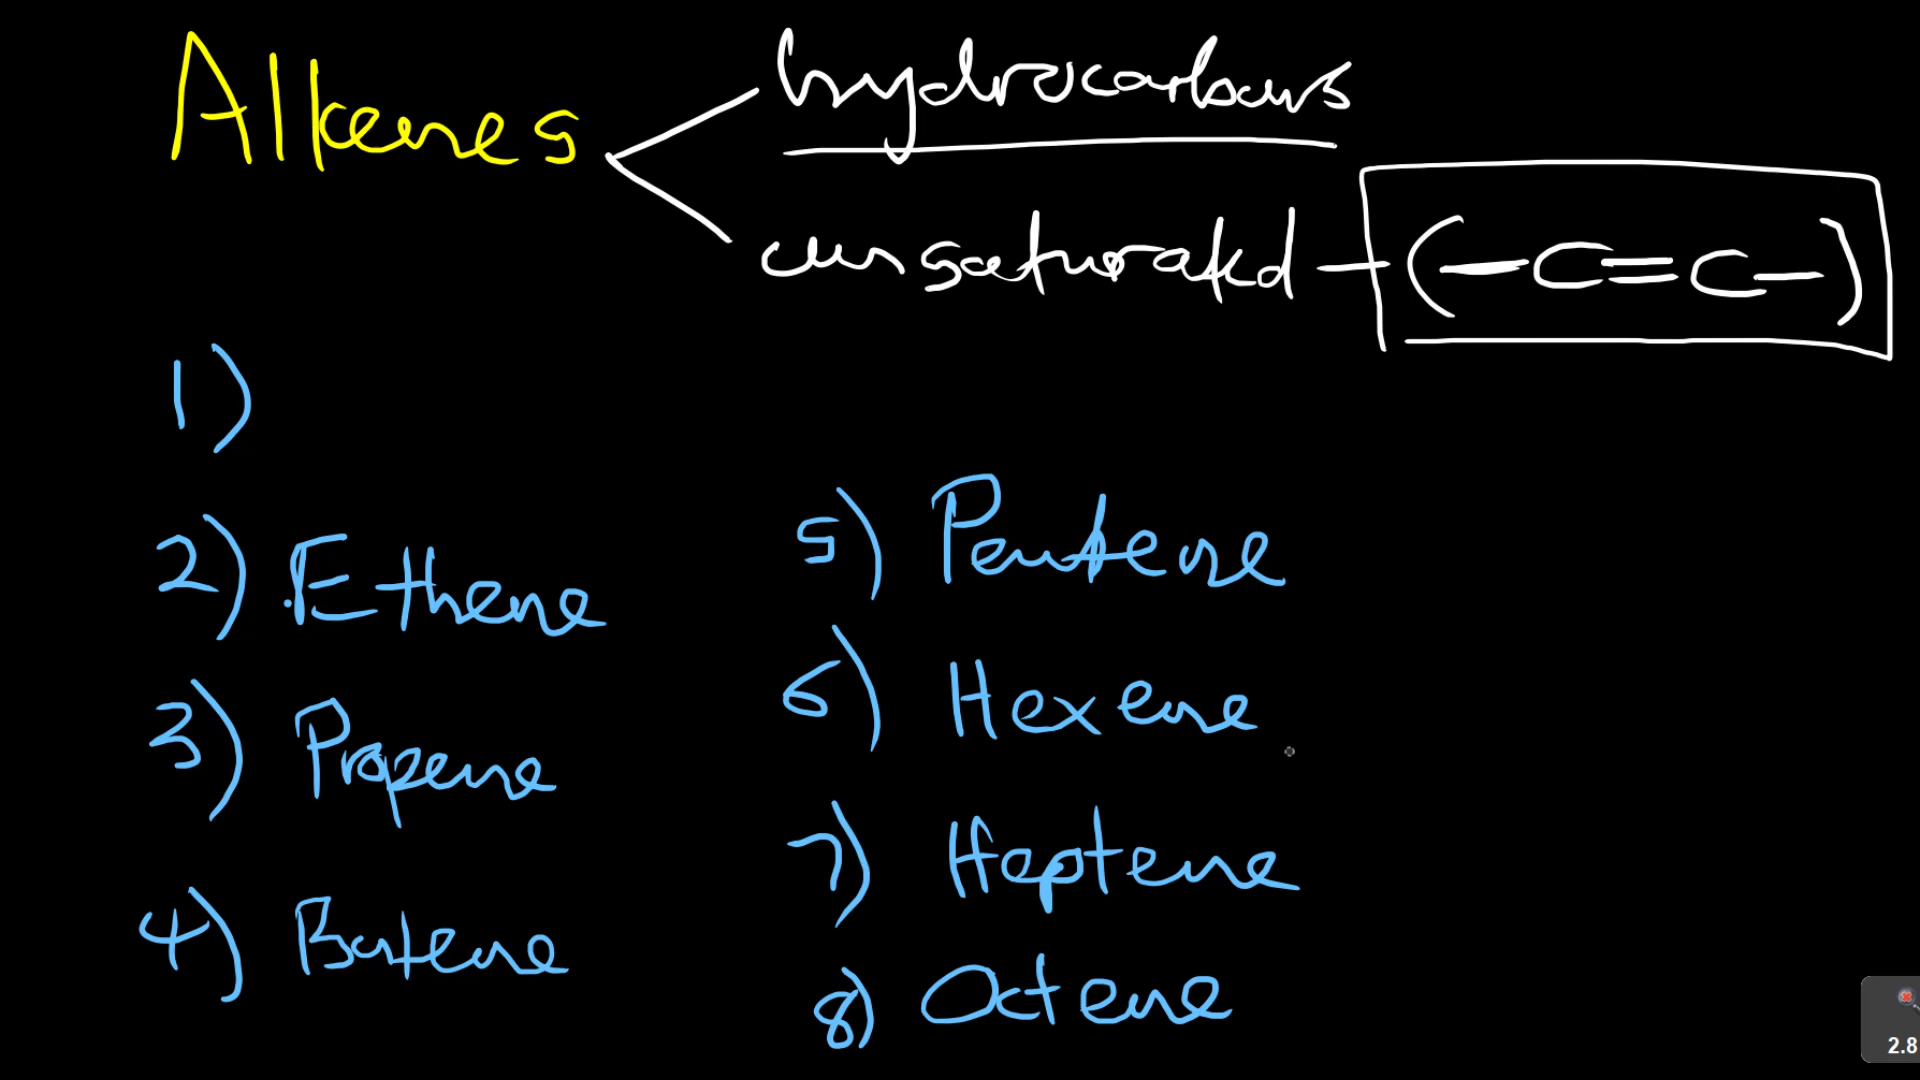 Alkenes
hydrocarbons
unsaturated - (-C=C-)
1)
2) Ethene
3) Propene
4) Butene
5) Pentene
6) Hexene
7) Heptene
8) Octene
2.8